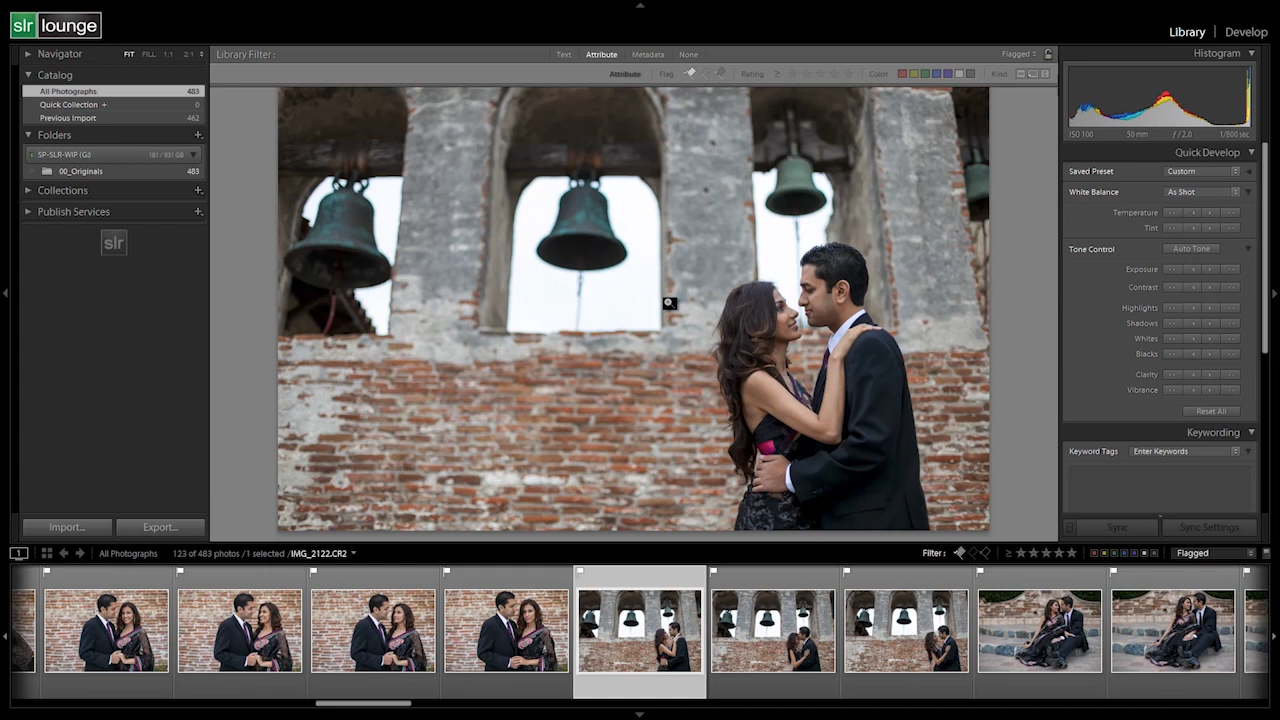 slr lounge
Library | Develop
Navigator FIT FILL 1:1 2:1
Catalog
All Photographs 483
Quick Collection + 0
Previous Import 462
Folders +
SP-SLR-WIP (G:) 181 / 931 GB
00_Originals 483
Collections +
Publish Services +
slr
Import... Export...
Library Filter : Text Attribute Metadata None Flagged
Attribute Flag Rating ≥ Color Kind
Histogram
ISO 100 50 mm ƒ / 2.0 1/800 sec
Quick Develop
Saved Preset Custom
White Balance As Shot
Temperature
Tint
Tone Control Auto Tone
Exposure
Contrast
Highlights
Shadows
Whites
Blacks
Clarity
Vibrance
Reset All
Keywording
Keyword Tags Enter Keywords
Sync Sync Settings
1 All Photographs 123 of 483 photos / 1 selected / IMG_2122.CR2 Filter : ≥ Flagged